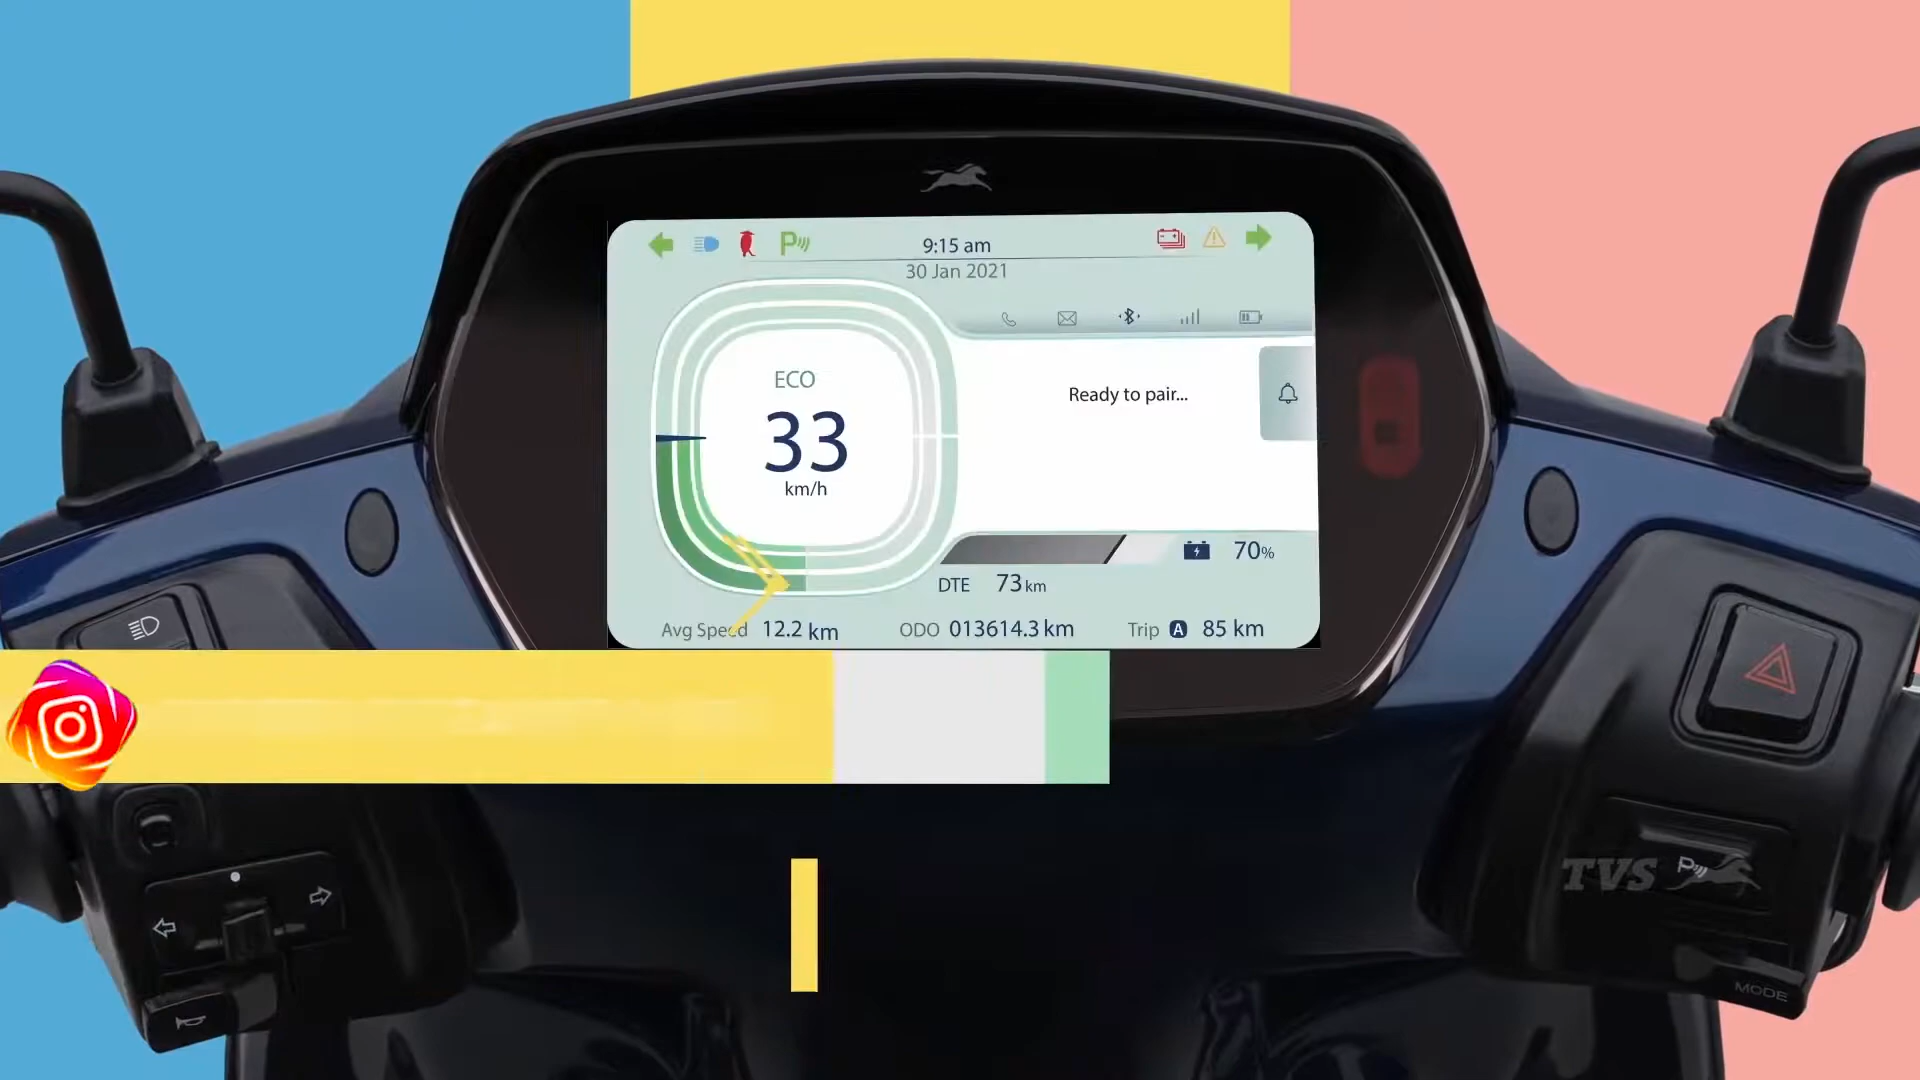 9:15 am
30 Jan 2021
ECO
33
km/h
Ready to pair...
70%
DTE 73 km
Avg Speed 12.2 km
ODO 013614.3 km
Trip A 85 km
TVS
P
MODE